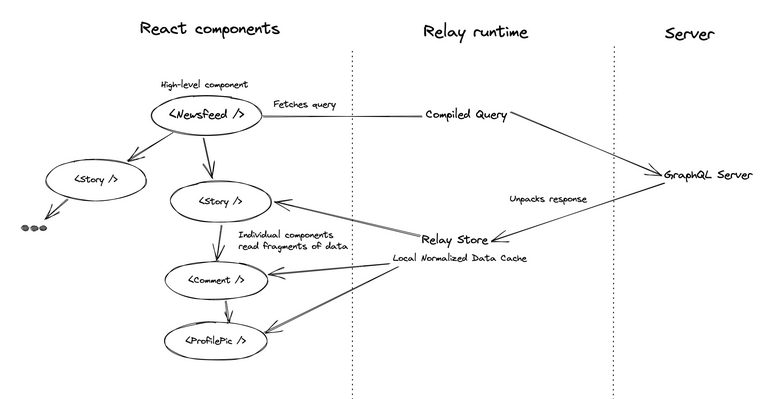 React components
Relay runtime
Server
High-level component
<Newsfeed />
Fetches query
Compiled Query
<Story />
GraphQL Server
<Story />
Unpacks response
Individual components
read fragments of data
Relay Store
Local Normalized Data Cache
<Comment />
<ProfilePic />